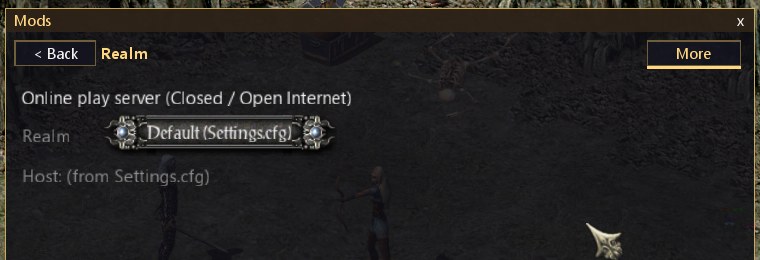 Mods x
< Back Realm More
Online play server (Closed / Open Internet)
Realm Default (Settings.cfg)
Host: (from Settings.cfg)